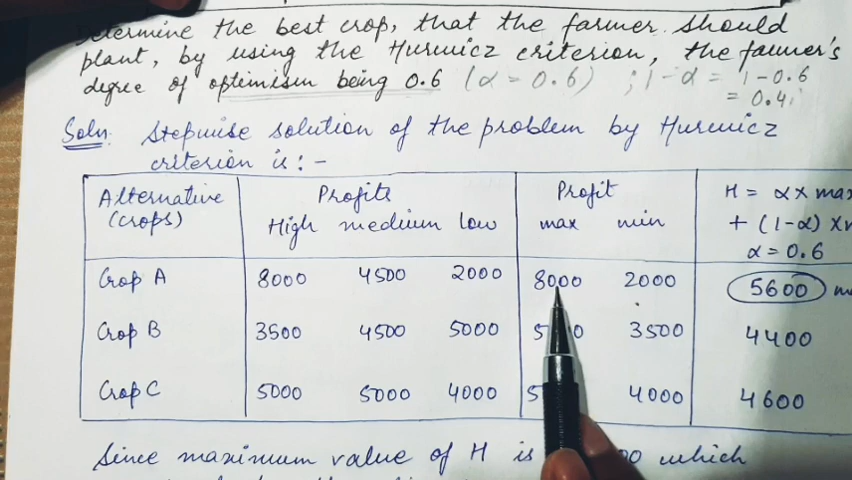 Determine the best crop, that the farmer should
plant, by using the Hurwicz criterion, the farmer's
degree of optimism being 0.6 (α = 0.6) ; 1-α = 1-0.6
= 0.4
Soln: Stepwise solution of the problem by Hurwicz
criterion is :-
Alternative (crops) Profits High medium low Profit max min H = α x max + (1-α) x α = 0.6
Crop A 8000 4500 2000 8000 2000 5600
Crop B 3500 4500 5000 3500 4400
Crop C 5000 5000 4000 4000 4600
Since maximum value of H is which